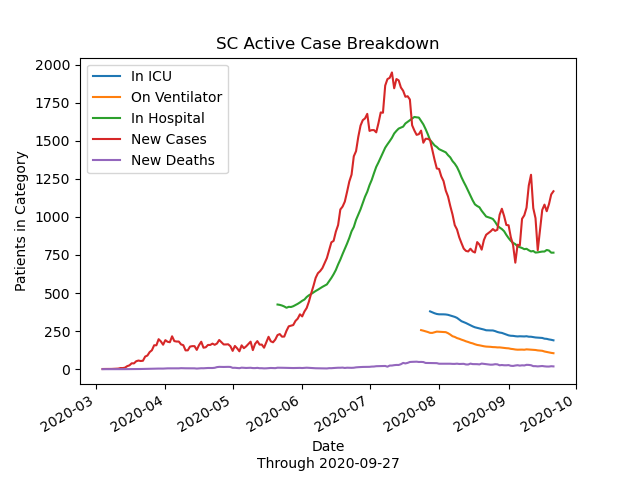 SC Active Case Breakdown
In ICU
On Ventilator
In Hospital
New Cases
New Deaths
Patients in Category
2000
1750
1500
1250
1000
750
500
250
0
2020-03
2020-04
2020-05
2020-06
2020-07
2020-08
2020-09
2020-10
Date
Through 2020-09-27